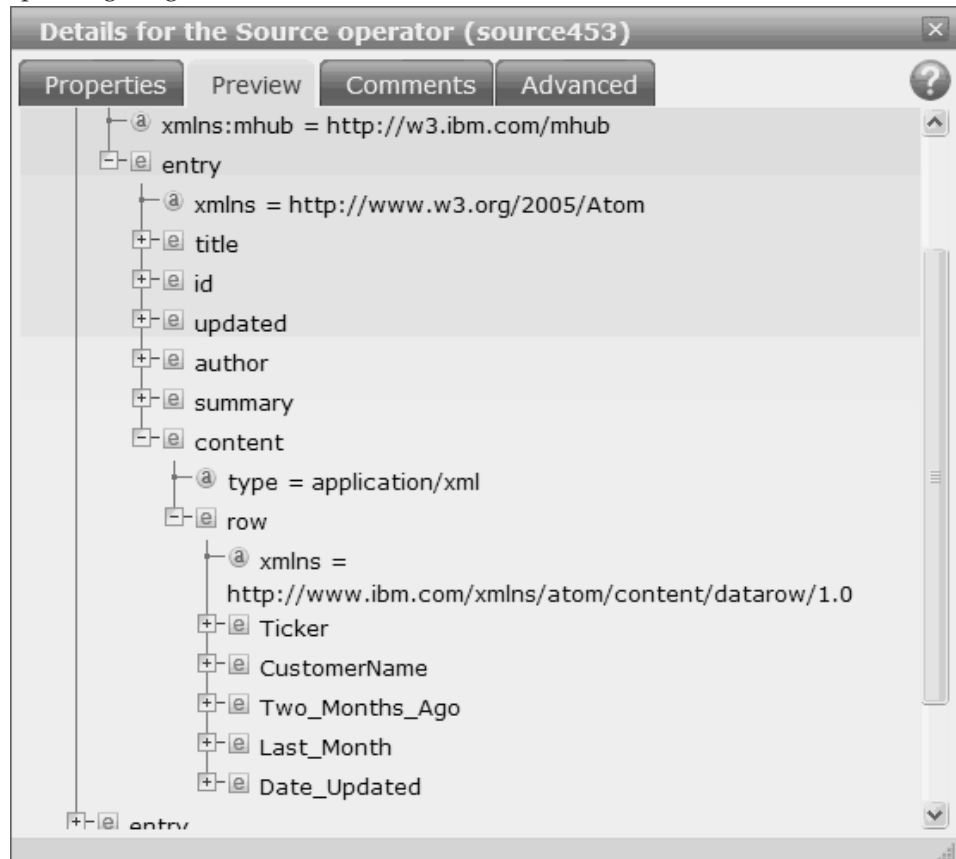 Details for the Source operator (source453)
Properties Preview Comments Advanced ?
a xmlns:mhub = http://w3.ibm.com/mhub
e entry
a xmlns = http://www.w3.org/2005/Atom
e title
e id
e updated
e author
e summary
e content
a type = application/xml
e row
a xmlns =
http://www.ibm.com/xmlns/atom/content/datarow/1.0
e Ticker
e CustomerName
e Two_Months_Ago
e Last_Month
e Date_Updated
e entry